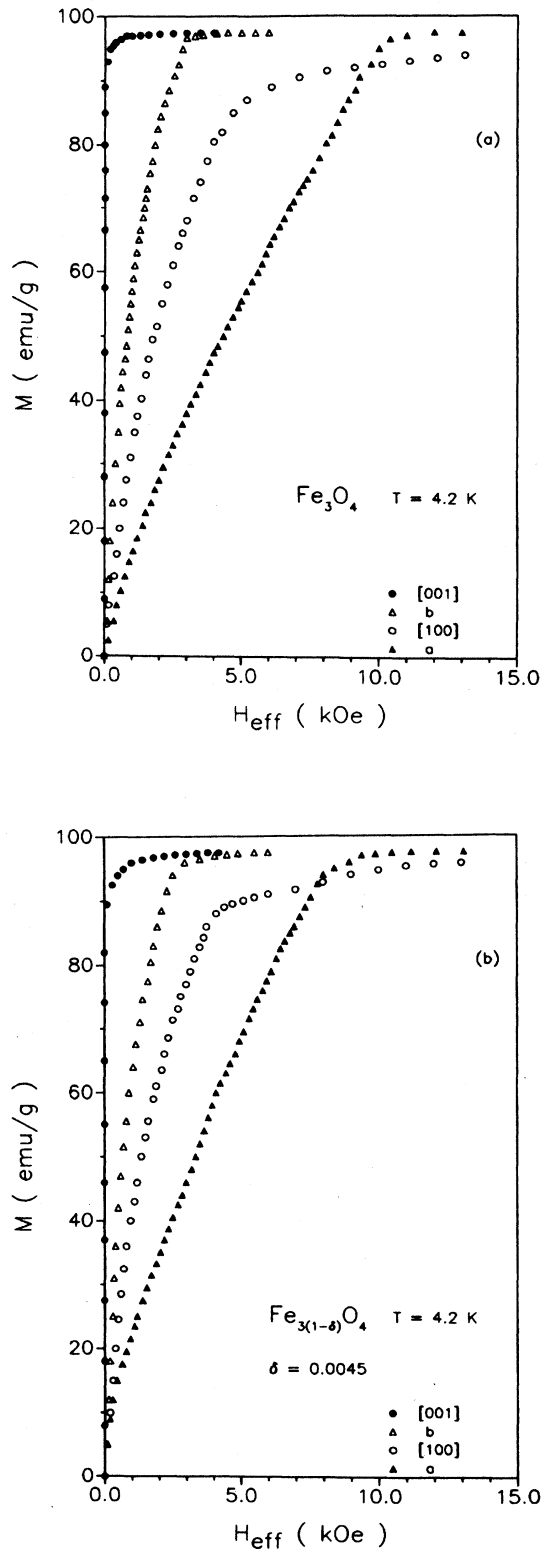 100
80
60
40
20
0
M ( emu/g )
(a)
Fe₃O₄ T = 4.2 K
● [001]
△ b
○ [100]
▲ a
0.0 5.0 10.0 15.0
H_eff ( kOe )
100
80
60
40
20
0
M ( emu/g )
(b)
Fe₃₍₁₋δ₎O₄ T = 4.2 K
δ = 0.0045
● [001]
△ b
○ [100]
▲ a
0.0 5.0 10.0 15.0
H_eff ( kOe )